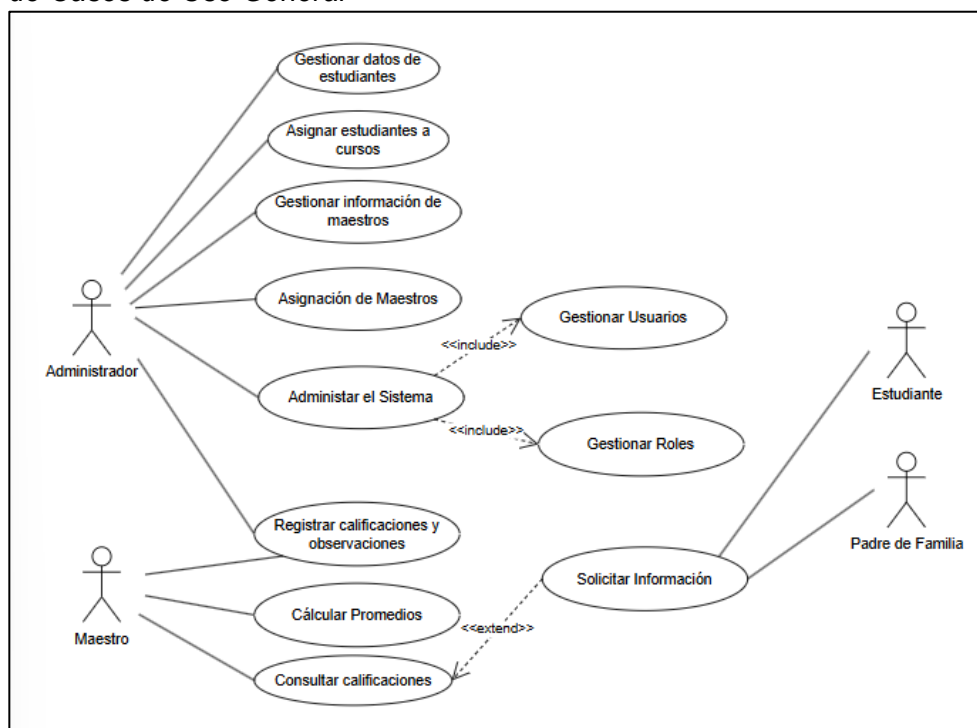 de Casos de Uso General
Gestionar datos de
estudiantes
Asignar estudiantes a
cursos
Gestionar información de
maestros
Asignación de Maestros
Gestionar Usuarios
<<include>>
Administrador
Administar el Sistema
Estudiante
<<include>>
Gestionar Roles
Registrar calificaciones y
observaciones
Padre de Familia
Solicitar Información
Cálcular Promedios
<<extend>>
Maestro
Consultar calificaciones